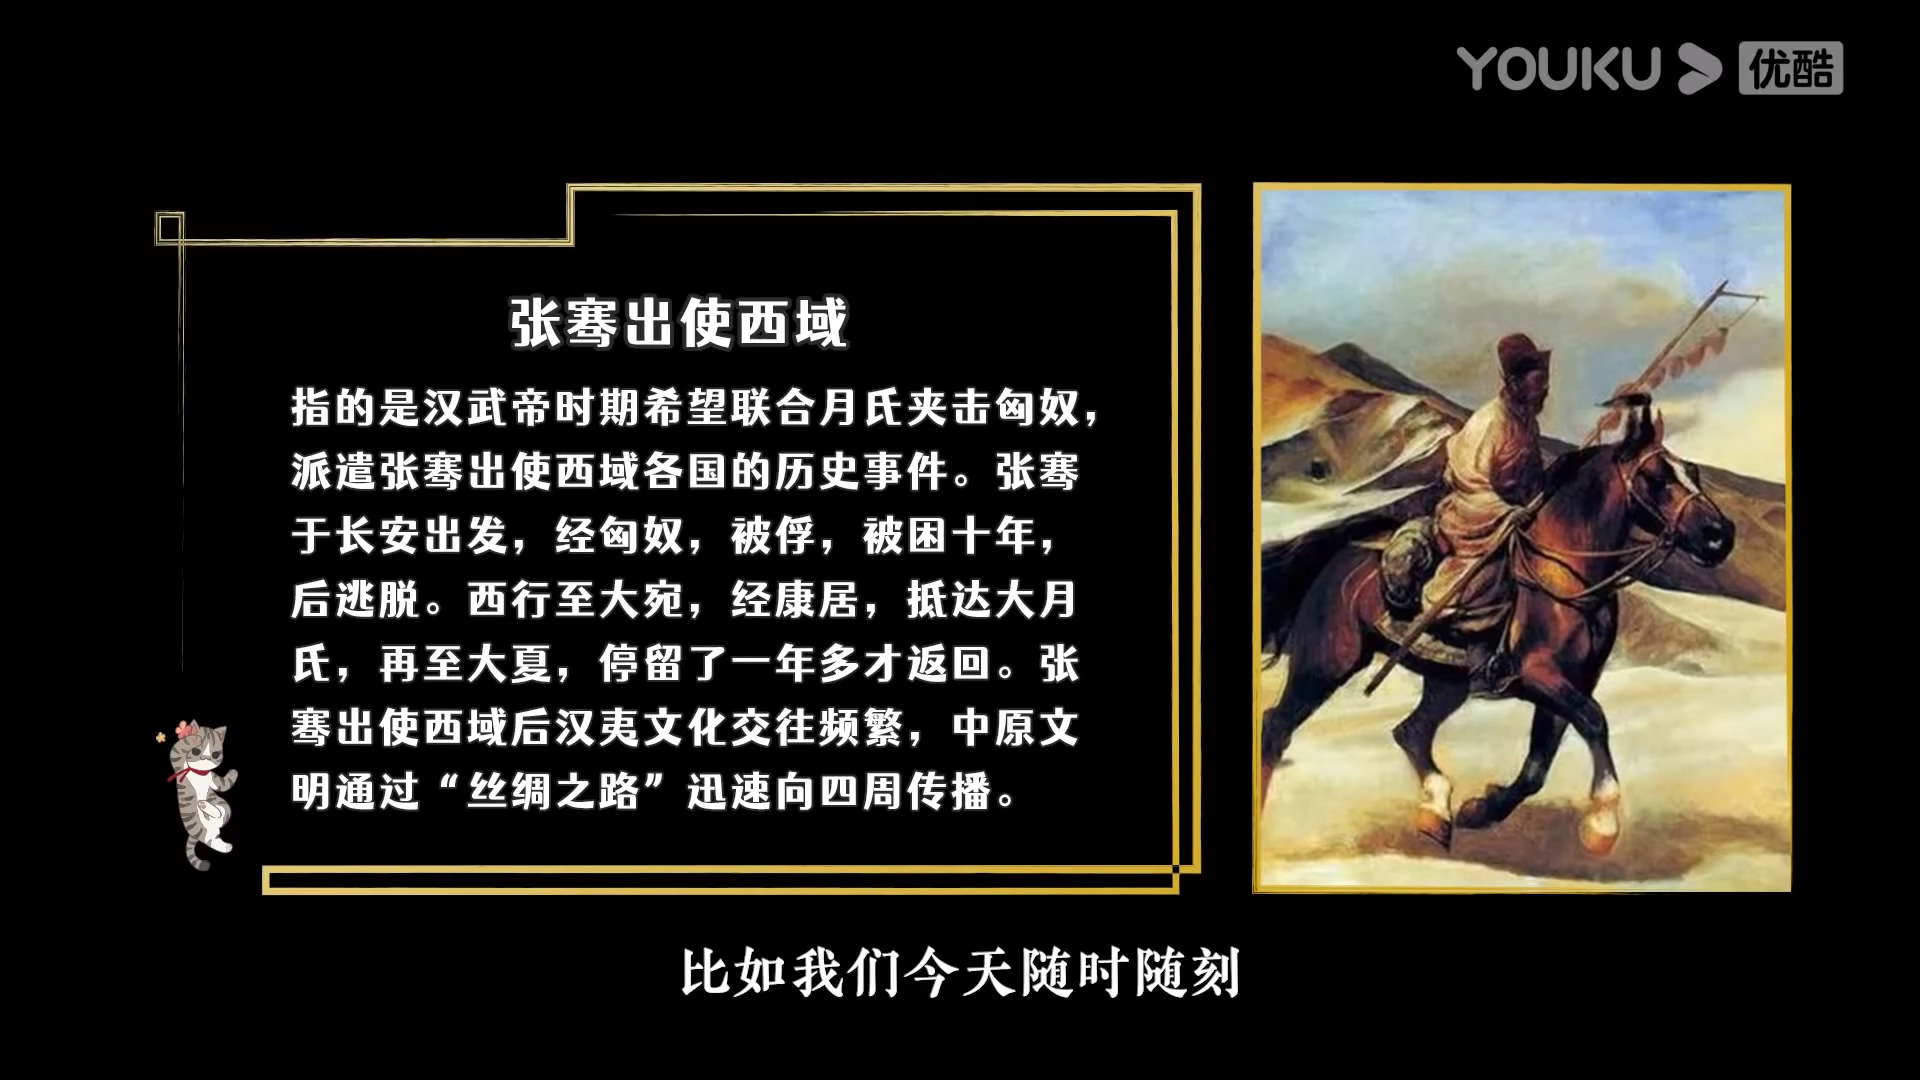 YOUKU 优酷
张骞出使西域
指的是汉武帝时期希望联合月氏夹击匈奴，
派遣张骞出使西域各国的历史事件。张骞
于长安出发，经匈奴，被俘，被困十年，
后逃脱。西行至大宛，经康居，抵达大月
氏，再至大夏，停留了一年多才返回。张
骞出使西域后汉夷文化交往频繁，中原文
明通过“丝绸之路”迅速向四周传播。
比如我们今天随时随刻